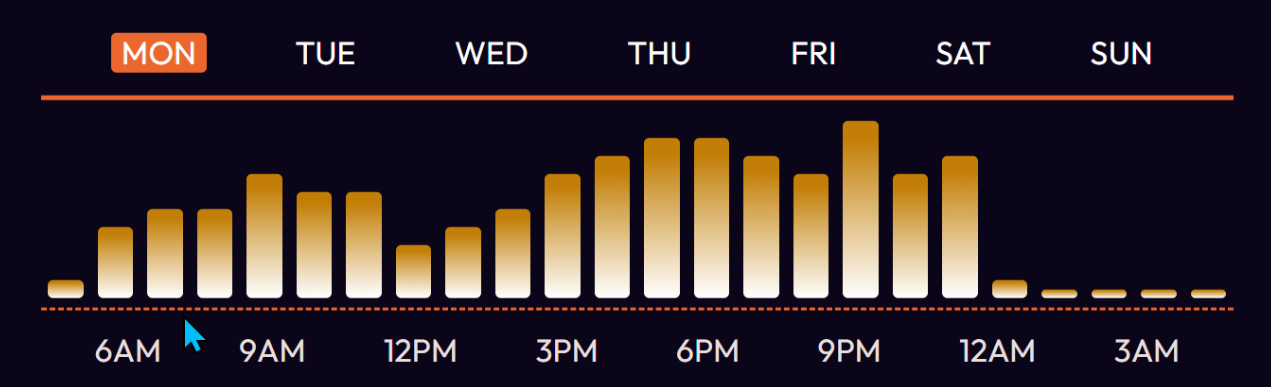 MON TUE WED THU FRI SAT SUN
6AM 9AM 12PM 3PM 6PM 9PM 12AM 3AM